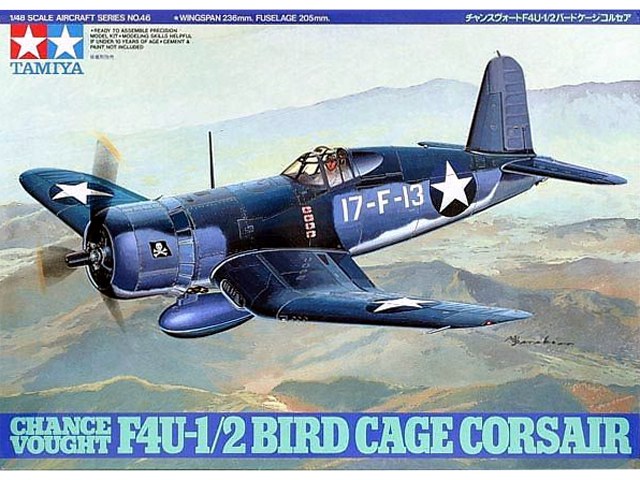 1/48 SCALE AIRCRAFT SERIES NO.46
★WINGSPAN 236mm. FUSELAGE 205mm.
チャンスヴォートF4U-1/2バードケージコルセア
TAMIYA
★READY TO ASSEMBLE PRECISION
MODEL KIT★MODELING SKILLS HELPFUL
IF UNDER 10 YEARS OF AGE★CEMENT &
PAINT NOT INCLUDED
17-F-13
CHANCE
VOUGHT
F4U-1/2 BIRD CAGE CORSAIR